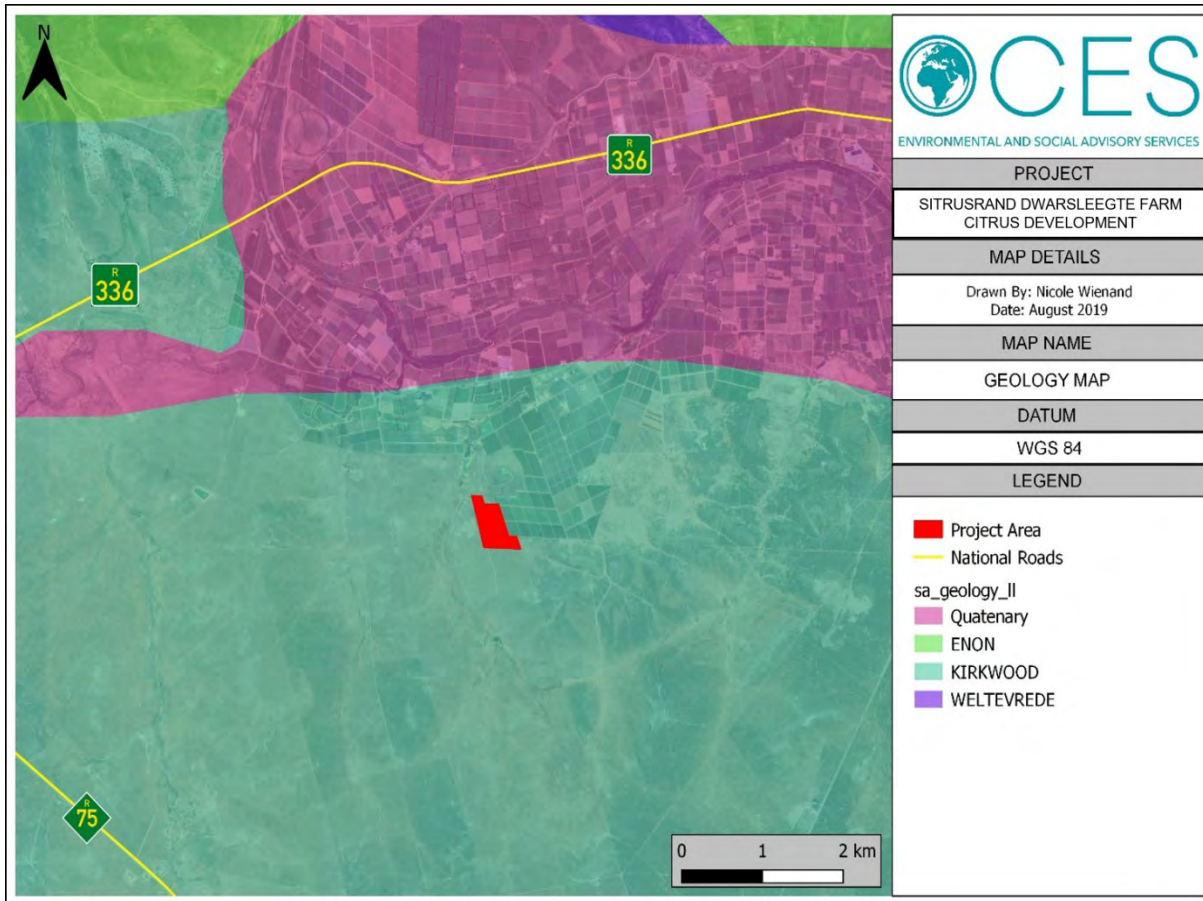 N
R
336
R
336
R
75
0 1 2 km
CES
ENVIRONMENTAL AND SOCIAL ADVISORY SERVICES
PROJECT
SITRUSRAND DWARSLEEGTE FARM
CITRUS DEVELOPMENT
MAP DETAILS
Drawn By: Nicole Wienand
Date: August 2019
MAP NAME
GEOLOGY MAP
DATUM
WGS 84
LEGEND
Project Area
National Roads
sa_geology_ll
Quatenary
ENON
KIRKWOOD
WELTEVREDE